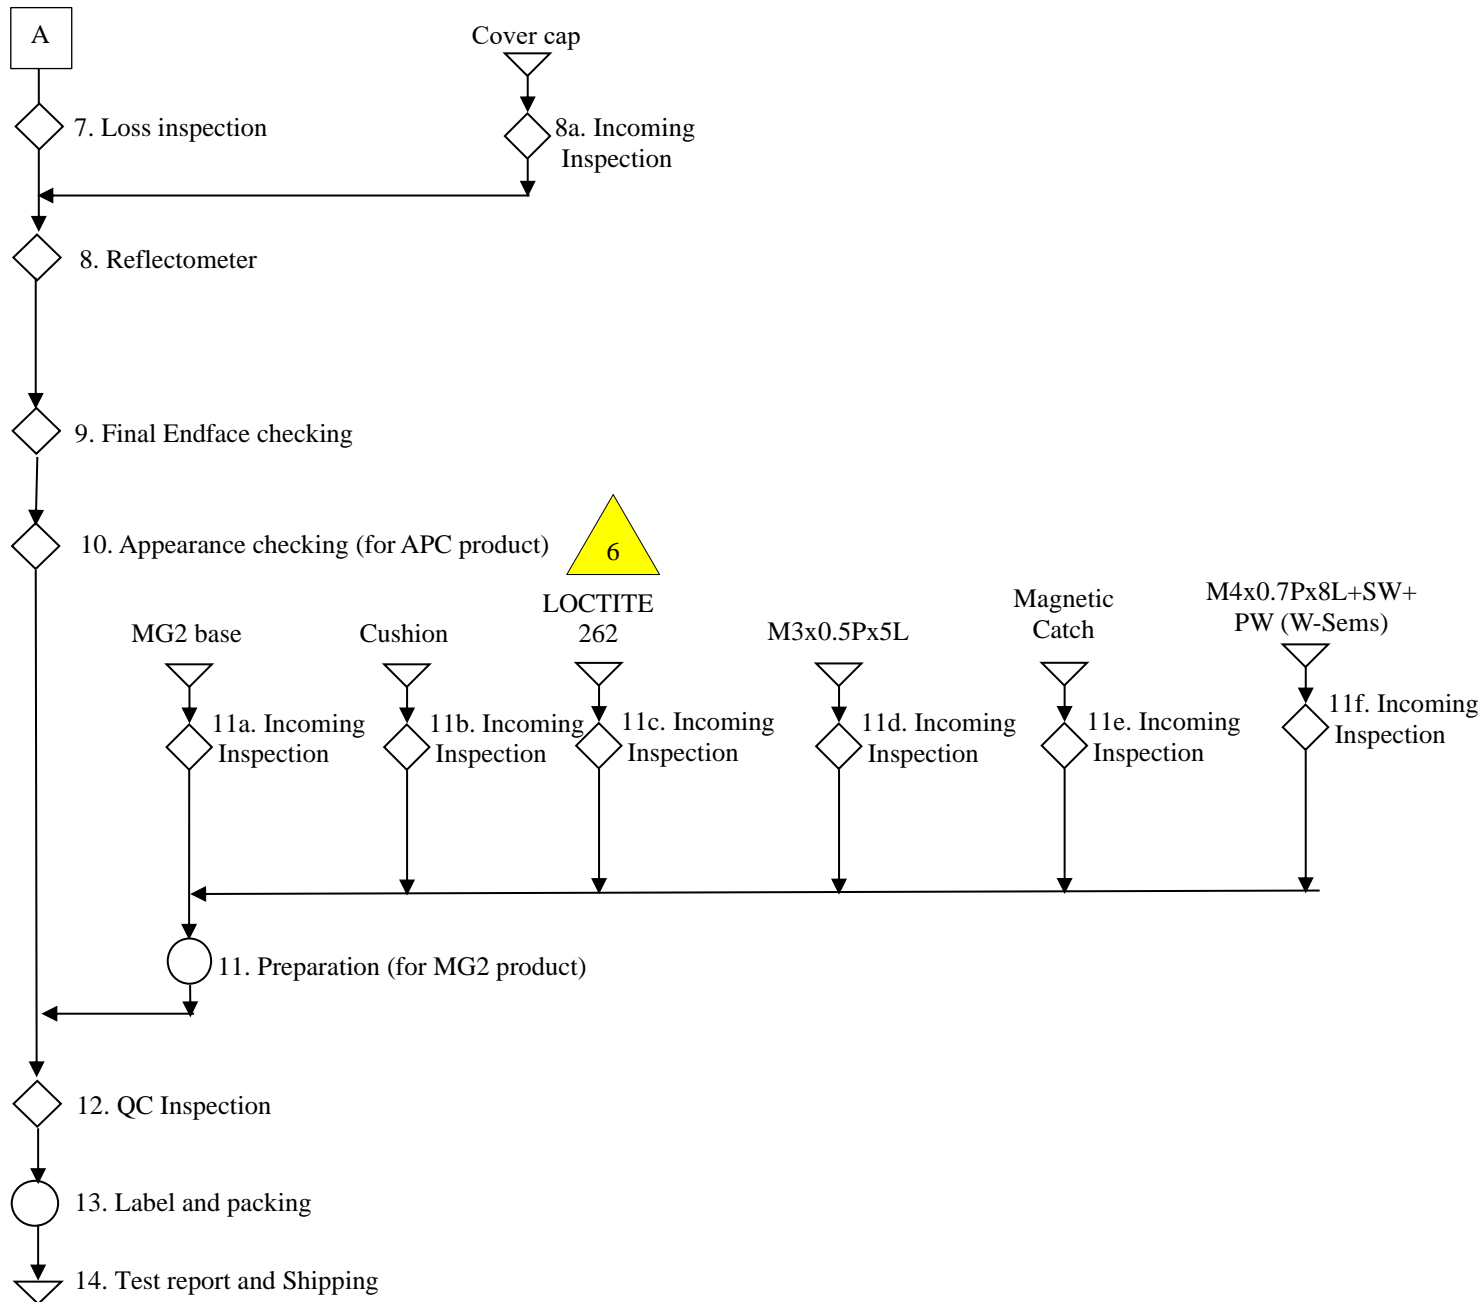 A
Cover cap
7. Loss inspection
8a. Incoming
Inspection
8. Reflectometer
9. Final Endface checking
10. Appearance checking (for APC product)
6
MG2 base
Cushion
LOCTITE
262
M3x0.5Px5L
Magnetic
Catch
M4x0.7Px8L+SW+
PW (W-Sems)
11a. Incoming
Inspection
11b. Incoming
Inspection
11c. Incoming
Inspection
11d. Incoming
Inspection
11e. Incoming
Inspection
11f. Incoming
Inspection
11. Preparation (for MG2 product)
12. QC Inspection
13. Label and packing
14. Test report and Shipping